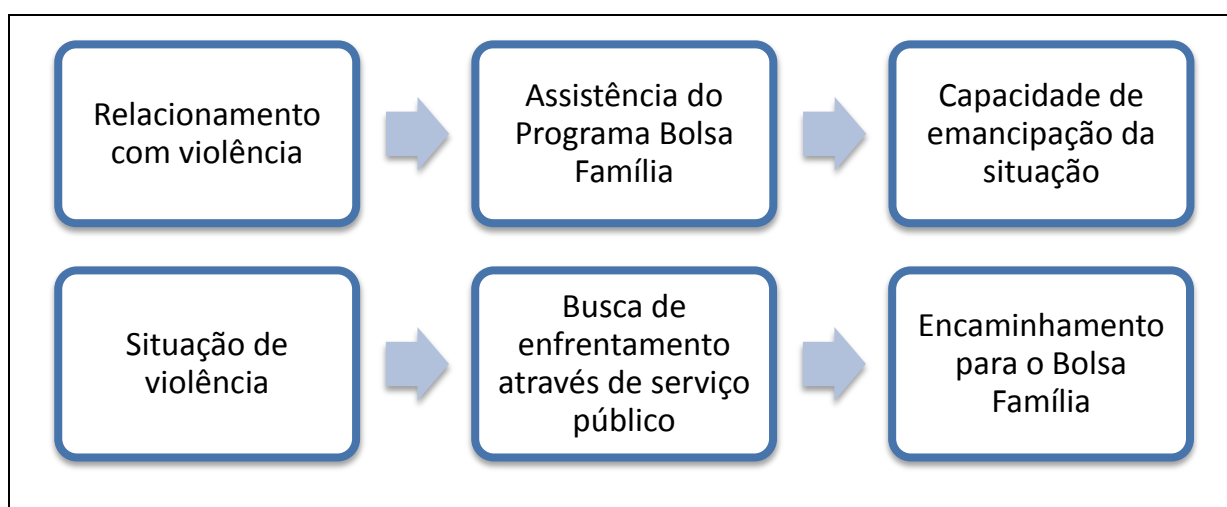 Relacionamento
com violência
Assistência do
Programa Bolsa
Família
Capacidade de
emancipação da
situação
Situação de
violência
Busca de
enfrentamento
através de serviço
público
Encaminhamento
para o Bolsa
Família